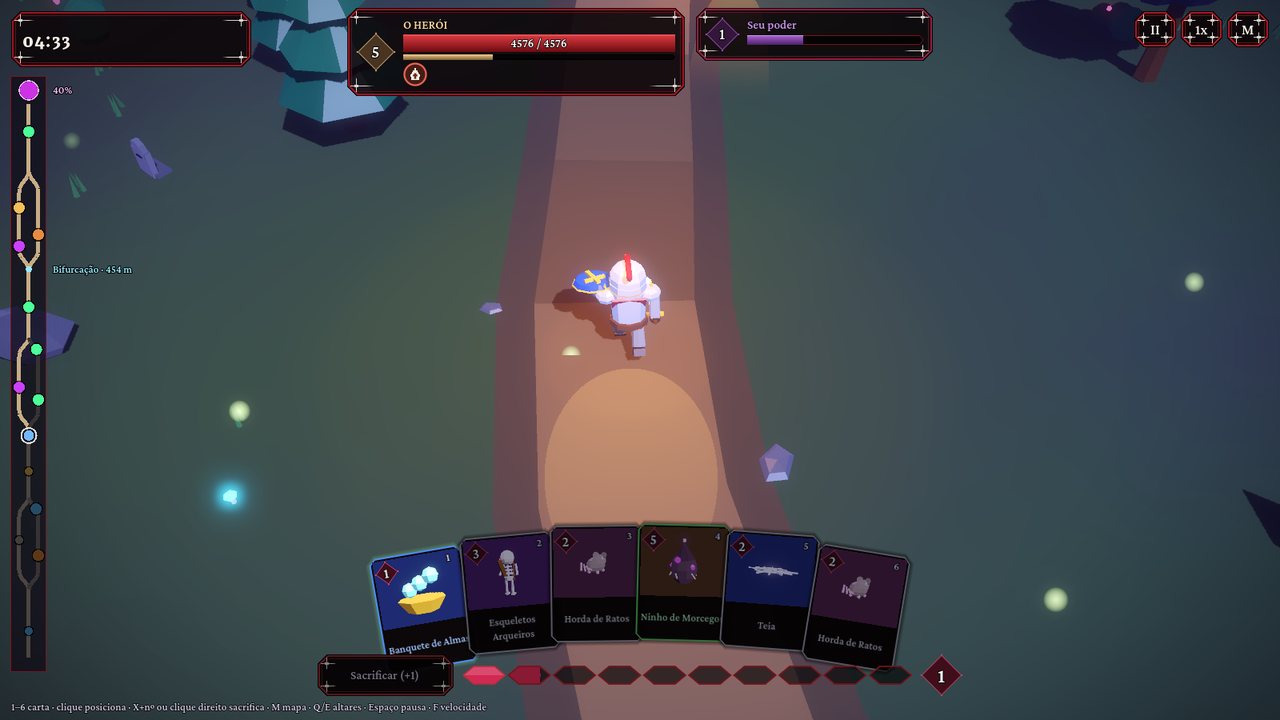 04:33
O HERÓI
5
4576 / 4576
1
Seu poder
II
1x
M
40%
Bifurcação - 454 m
1
1
Banquete de Almas
3
2
Esqueletos
Arqueiros
2
3
Horda de Ratos
5
4
Ninho de Morcego
2
5
Teia
2
6
Horda de Ratos
Sacrificar (+1)
1
1–6 carta · clique posiciona · X+nº ou clique direito sacrifica · M mapa · Q/E altares · Espaço pausa · F velocidade